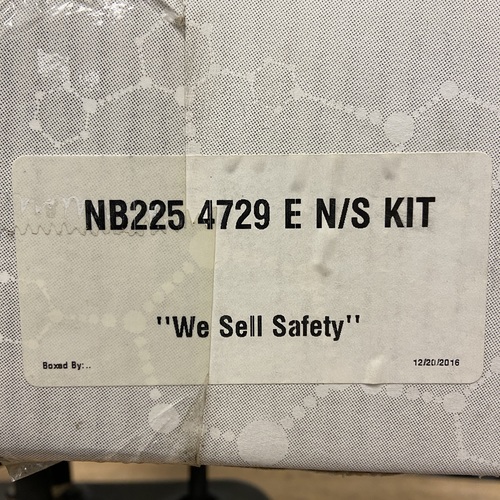 NB225 4729 E N/S KIT
"We Sell Safety"
Boxed By:..
12/20/2016